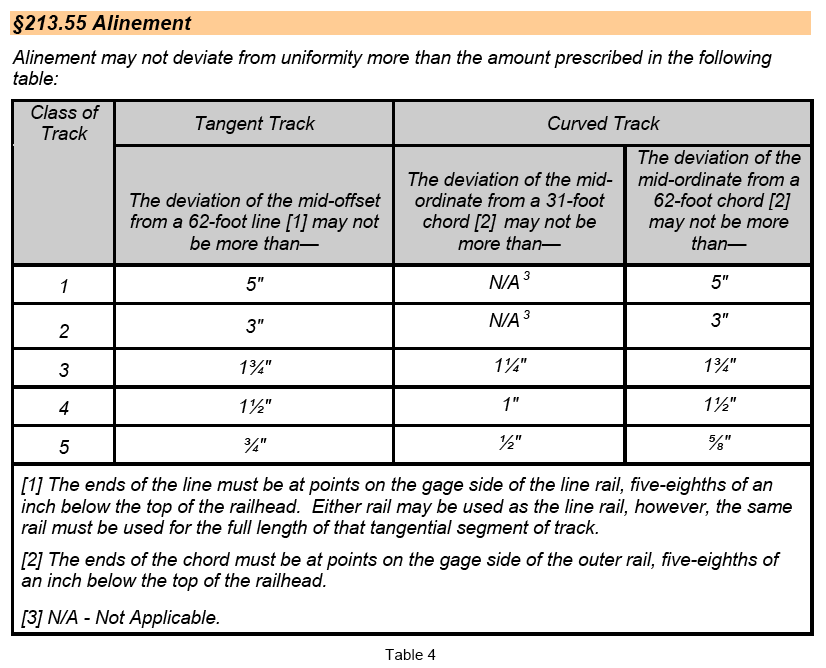 §213.55 Alinement
Alinement may not deviate from uniformity more than the amount prescribed in the following
table:
Class of
Track
Tangent Track
Curved Track
The deviation of the mid-offset
from a 62-foot line [1] may not
be more than—
The deviation of the mid-
ordinate from a 31-foot
chord [2] may not be
more than—
The deviation of the
mid-ordinate from a
62-foot chord [2]
may not be more
than—
1 5" N/A ³ 5"
2 3" N/A ³ 3"
3 1¾" 1¼" 1¾"
4 1½" 1" 1½"
5 ¾" ½" ⅝"
[1] The ends of the line must be at points on the gage side of the line rail, five-eighths of an
inch below the top of the railhead. Either rail may be used as the line rail, however, the same
rail must be used for the full length of that tangential segment of track.
[2] The ends of the chord must be at points on the gage side of the outer rail, five-eighths of
an inch below the top of the railhead.
[3] N/A - Not Applicable.
Table 4